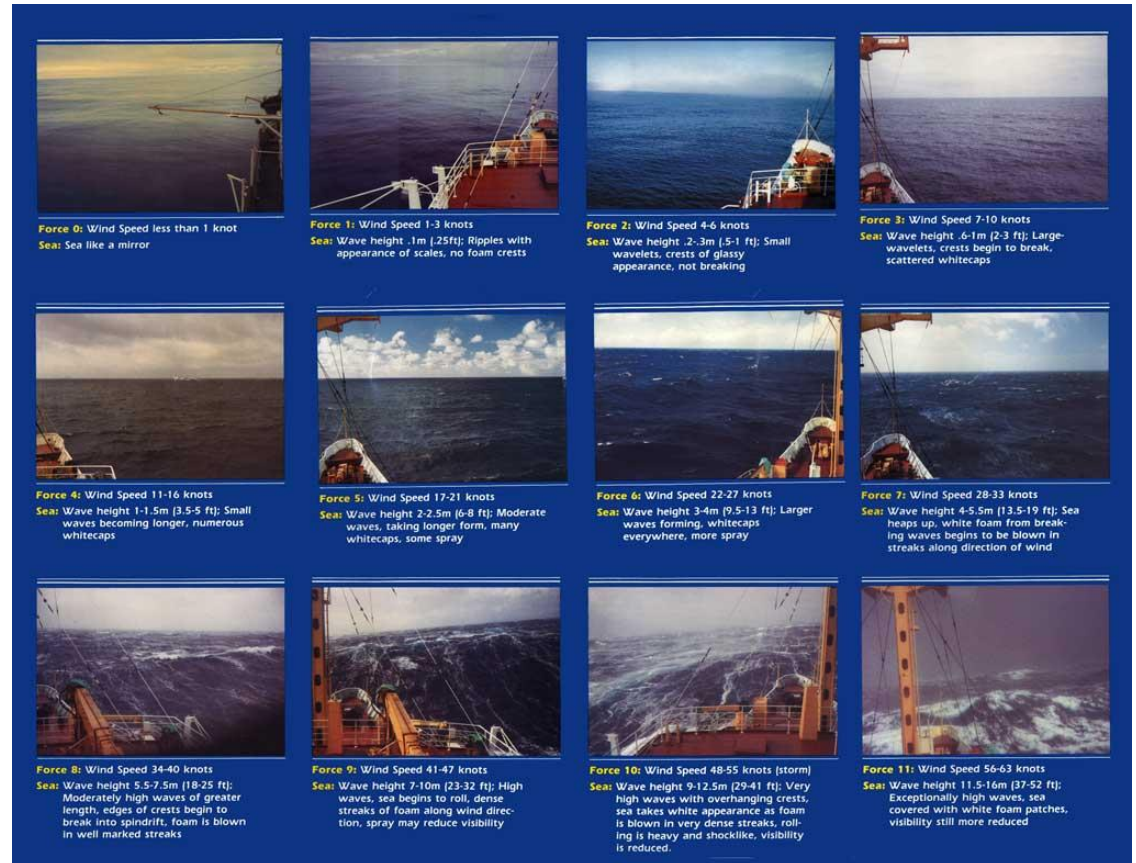 Force 0: Wind Speed less than 1 knot
Sea: Sea like a mirror
Force 1: Wind Speed 1-3 knots
Sea: Wave height .1m (.25ft); Ripples with
appearance of scales, no foam crests
Force 2: Wind Speed 4-6 knots
Sea: Wave height .2-.3m (.5-1 ft); Small
wavelets, crests of glassy
appearance, not breaking
Force 3: Wind Speed 7-10 knots
Sea: Wave height .6-1m (2-3 ft); Large-
wavelets, crests begin to break,
scattered whitecaps
Force 4: Wind Speed 11-16 knots
Sea: Wave height 1-1.5m (3.5-5 ft); Small
waves becoming longer, numerous
whitecaps
Force 5: Wind Speed 17-21 knots
Sea: Wave height 2-2.5m (6-8 ft); Moderate
waves, taking longer form, many
whitecaps, some spray
Force 6: Wind Speed 22-27 knots
Sea: Wave height 3-4m (9.5-13 ft); Larger
waves forming, whitecaps
everywhere, more spray
Force 7: Wind Speed 28-33 knots
Sea: Wave height 4-5.5m (13.5-19 ft); Sea
heaps up, white foam from break-
ing waves begins to be blown in
streaks along direction of wind
Force 8: Wind Speed 34-40 knots
Sea: Wave height 5.5-7.5m (18-25 ft);
Moderately high waves of greater
length, edges of crests begin to
break into spindrift, foam is blown
in well marked streaks
Force 9: Wind Speed 41-47 knots
Sea: Wave height 7-10m (23-32 ft); High
waves, sea begins to roll, dense
streaks of foam along wind direc-
tion, spray may reduce visibility
Force 10: Wind Speed 48-55 knots (storm)
Sea: Wave height 9-12.5m (29-41 ft); Very
high waves with overhanging crests,
sea takes white appearance as foam
is blown in very dense streaks, roll-
ing is heavy and shocklike, visibility
is reduced.
Force 11: Wind Speed 56-63 knots
Sea: Wave height 11.5-16m (37-52 ft);
Exceptionally high waves, sea
covered with white foam patches,
visibility still more reduced